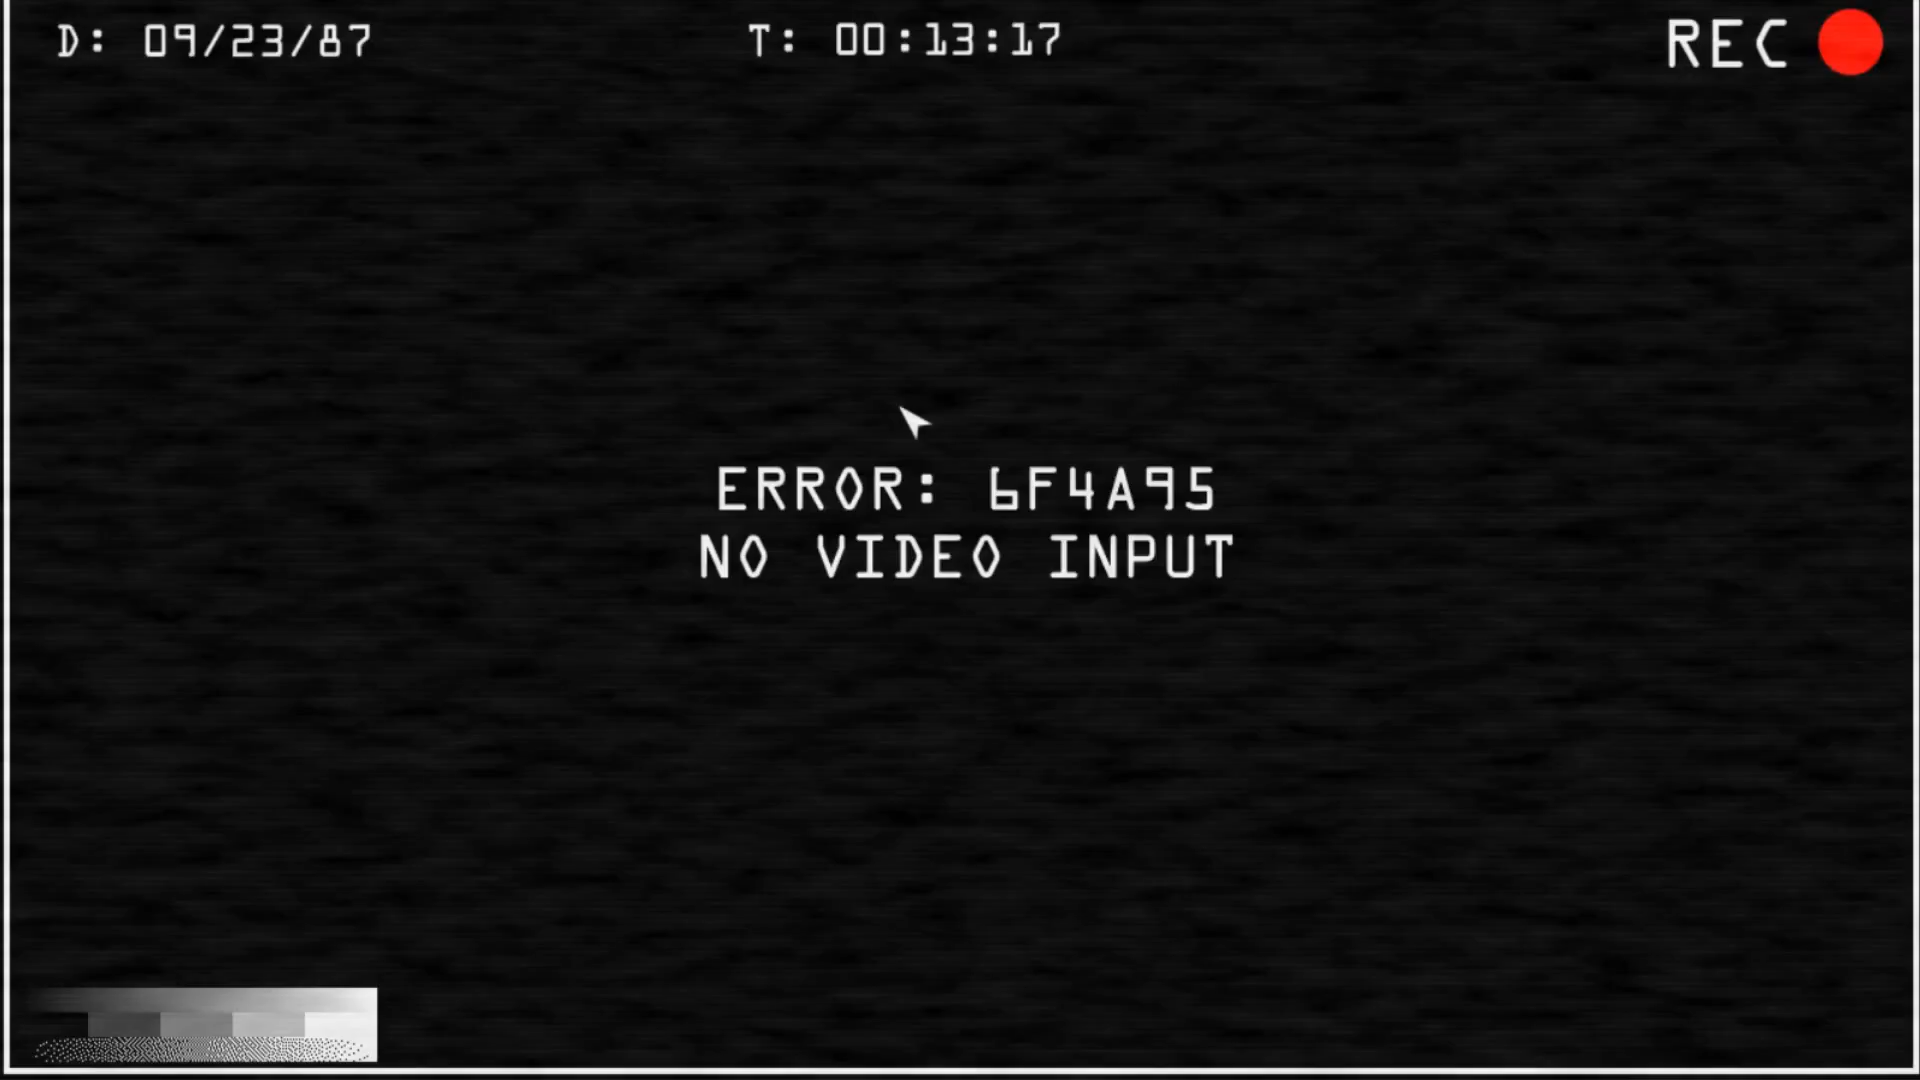 D: 09/23/87
T: 00:13:17
REC
ERROR: 6F4A95
NO VIDEO INPUT